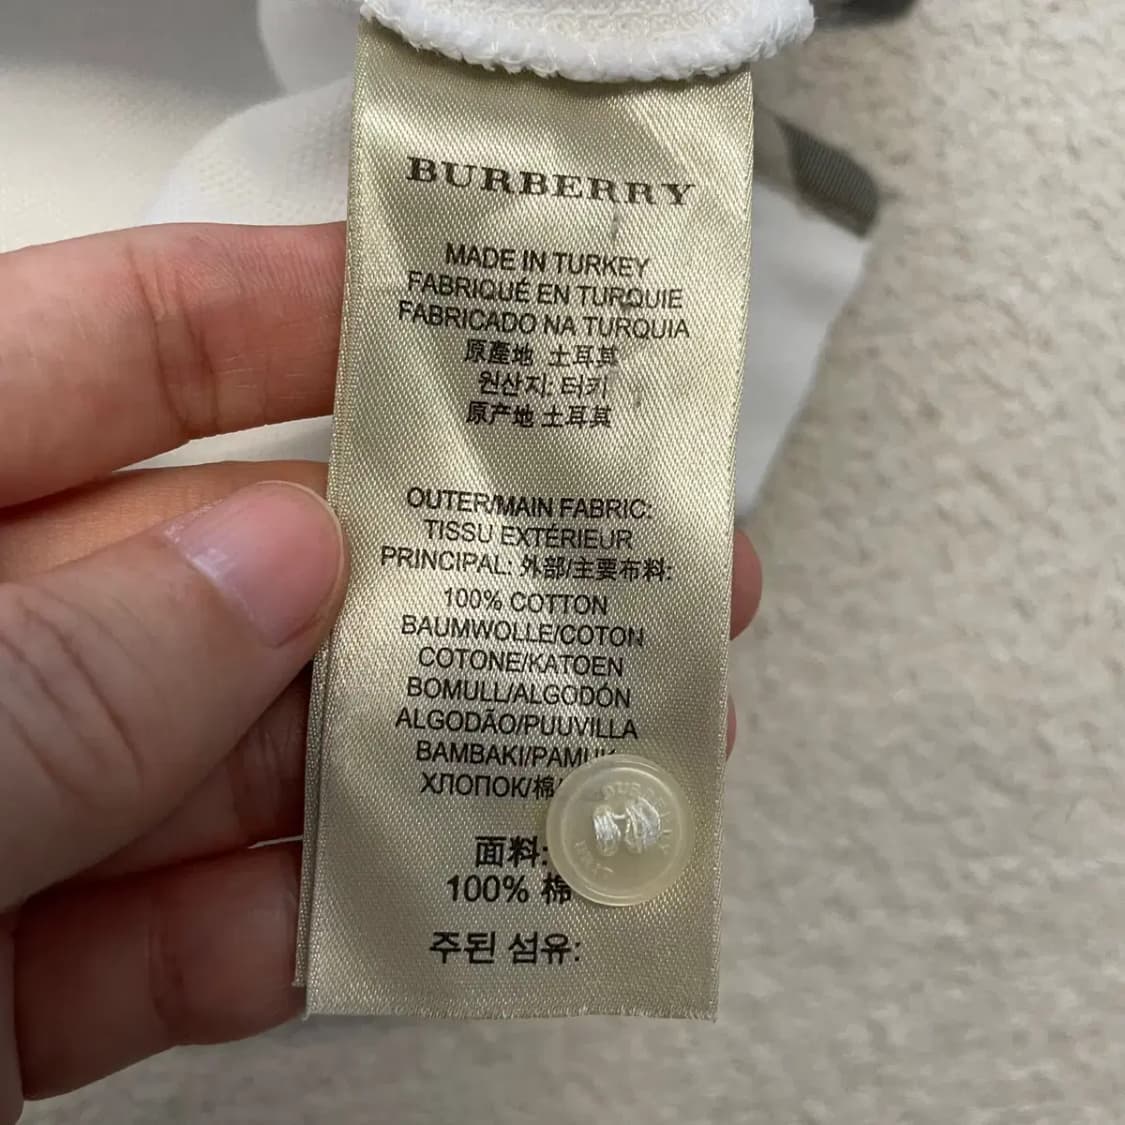 BURBERRY
MADE IN TURKEY
FABRIQUÉ EN TURQUIE
FABRICADO NA TURQUIA
原產地 土耳其
원산지: 터키
原产地 土耳其
OUTER/MAIN FABRIC:
TISSU EXTÉRIEUR
PRINCIPAL: 外部/主要布料:
100% COTTON
BAUMWOLLE/COTON
COTONE/KATOEN
BOMULL/ALGODÓN
ALGODÃO/PUUVILLA
BAMBAKI/
ХЛОПОК/棉
面料:
100% 棉
주된 섬유: